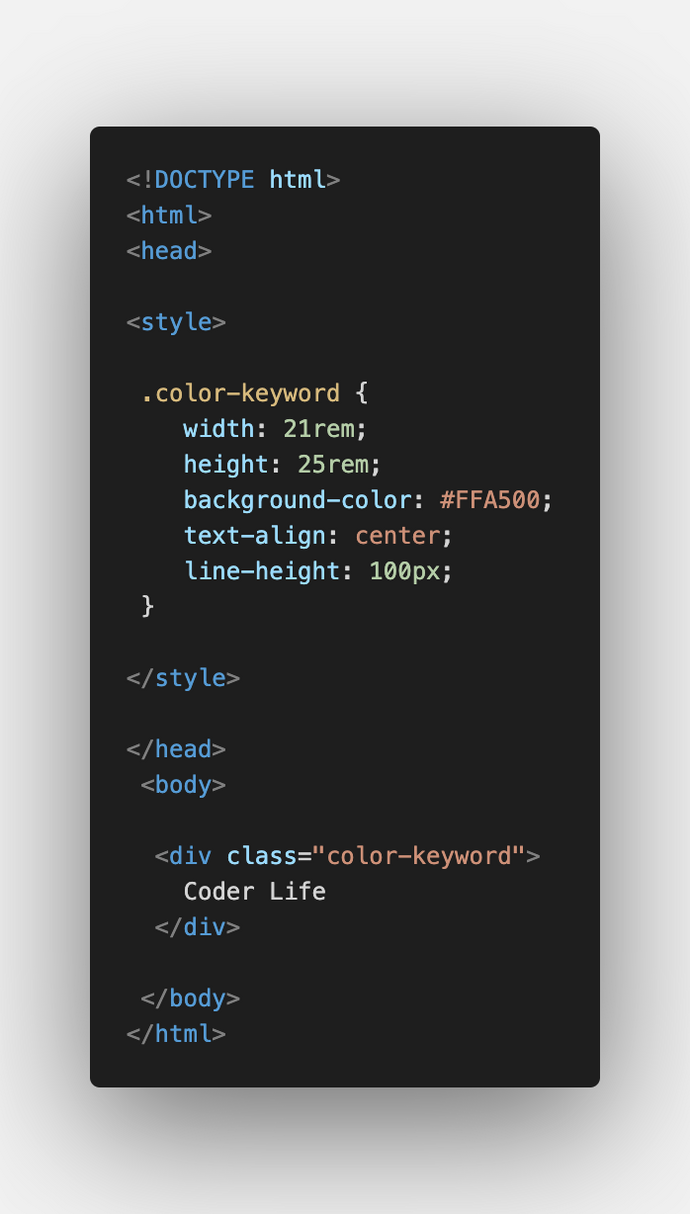 <!DOCTYPE html>
<html>
<head>
<style>
.color-keyword {
width: 21rem;
height: 25rem;
background-color: #FFA500;
text-align: center;
line-height: 100px;
}
</style>
</head>
<body>
<div class="color-keyword">
Coder Life
</div>
</body>
</html>